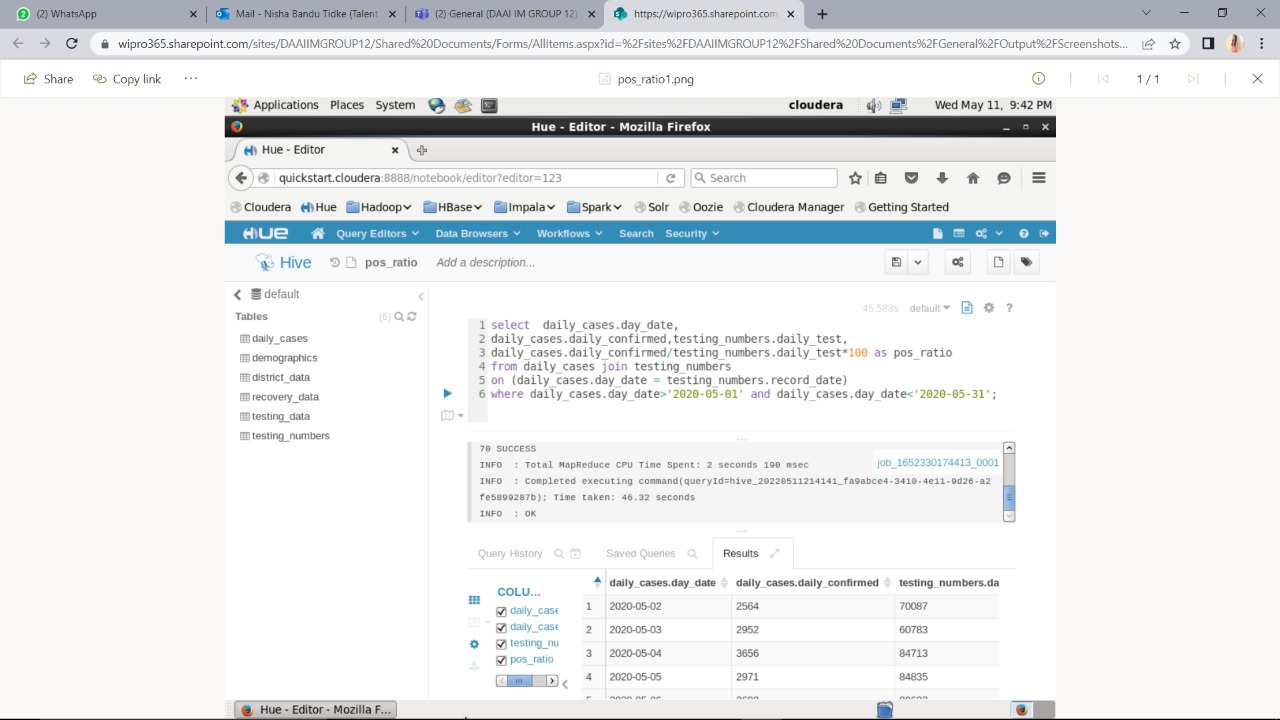 (2) WhatsApp
Mail - Ritu Tiwari (Talent
(2) DAAI IM GROUP 12 (Gene
https://wipro365.sharepoint.com/
wipro365.sharepoint.com/sites/DAAIIMGROUP12/Shared%20Documents/Forms/AllItems.aspx?id=%2Fsites%2FDAAIIMGROUP12%2FShared%20Documents%2FGeneral%2FOutput%2FScreenshots...
Share
Copy link
pos_ratio1.png
1 / 1
Applications Places System
cloudera
Wed May 11, 9:42 PM
Hue - Editor - Mozilla Firefox
Hue - Editor
quickstart.cloudera:8888/notebook/editor?editor=123
Search
Cloudera Hue Hadoop HBase Impala Spark Solr Oozie Cloudera Manager Getting Started
HUE Query Editors Data Browsers Workflows Search Security
Hive pos_ratio Add a description...
default
Tables (6)
daily_cases
demographics
district_data
recovery_data
testing_data
testing_numbers
45.588s default ?
1 select daily_cases.day_date,
2 daily_cases.daily_confirmed,testing_numbers.daily_test,
3 daily_cases.daily_confirmed/testing_numbers.daily_test*100 as pos_ratio
4 from daily_cases join testing_numbers
5 on (daily_cases.day_date = testing_numbers.record_date)
6 where daily_cases.day_date>'2020-05-01' and daily_cases.day_date<'2020-05-31';
70 SUCCESS
INFO : Total MapReduce CPU Time Spent: 2 seconds 190 msec
job_1652330174413_0001
INFO : Completed executing command(queryId=hive_20220511214141_fa9abce4-3410-4e11-9d26-a2
fe5899287b); Time taken: 46.32 seconds
INFO : OK
Query History
Saved Queries
Results
COLU...
daily_case
daily_case
testing_nu
pos_ratio
daily_cases.day_date daily_cases.daily_confirmed testing_numbers.da
1 2020-05-02 2564 70087
2 2020-05-03 2952 60783
3 2020-05-04 3656 84713
4 2020-05-05 2971 84835
Hue - Editor - Mozilla F...